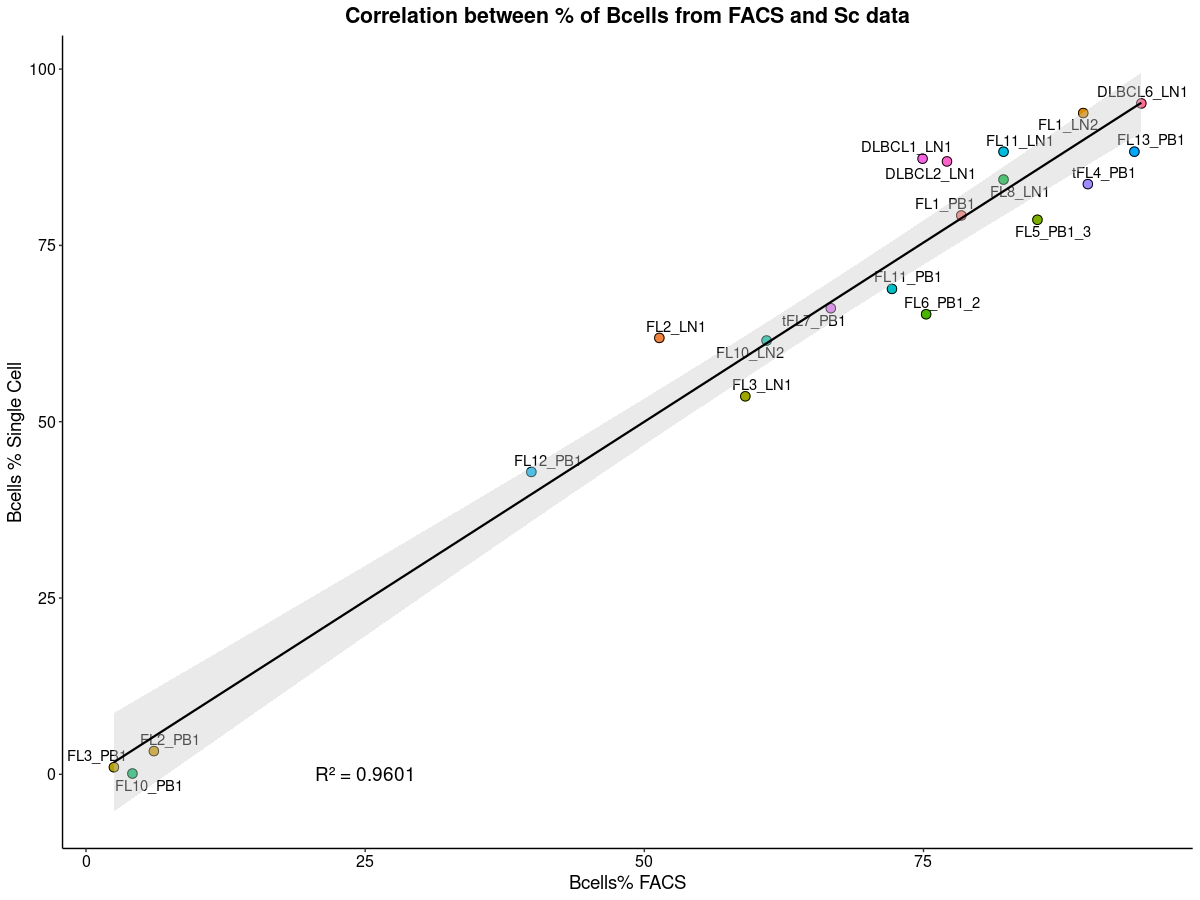 Correlation between % of Bcells from FACS and Sc data
100
75
50
25
0
Bcells % Single Cell
DLBCL6_LN1
FL1_LN2
FL11_LN1
FL13_PB1
DLBCL1_LN1
DLBCL2_LN1
tFL4_PB1
FL8_LN1
FL1_PB1
FL5_PB1_3
FL11_PB1
FL6_PB1_2
tFL7_PB1
FL2_LN1
FL10_LN2
FL3_LN1
FL12_PB1
FL2_PB1
FL3_PB1
FL10_PB1
R² = 0.9601
0
25
50
75
Bcells% FACS